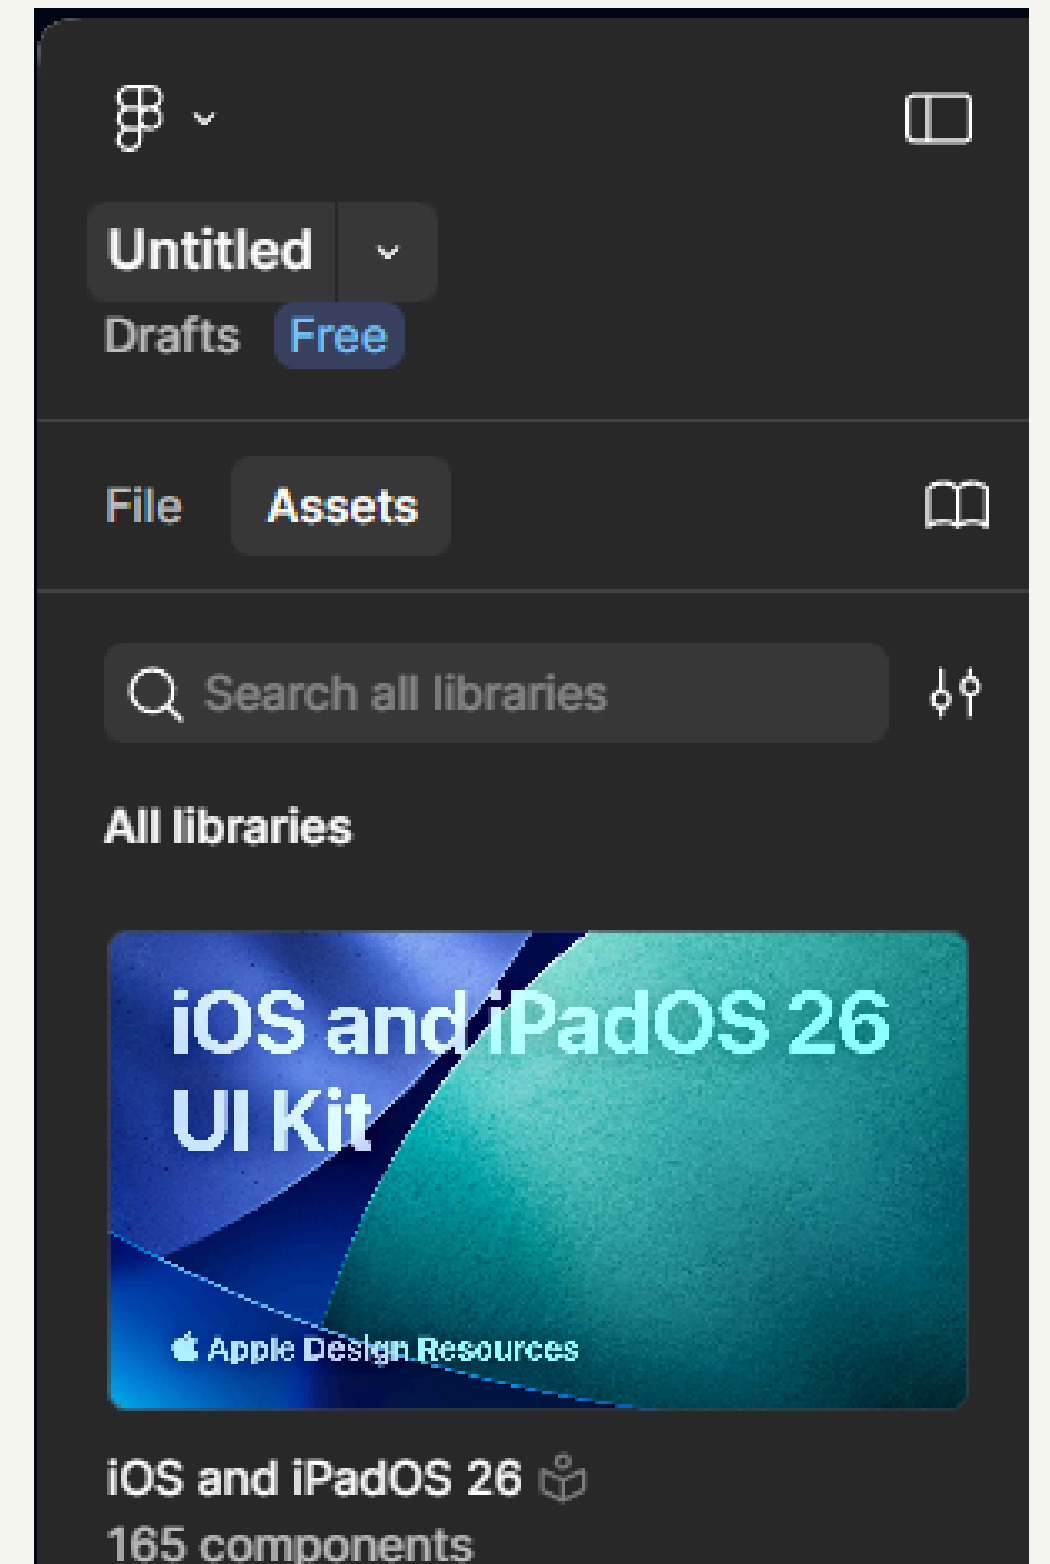 Untitled
Drafts Free
File Assets
Search all libraries
All libraries
iOS and iPadOS 26
UI Kit
Apple Design Resources
iOS and iPadOS 26
165 components